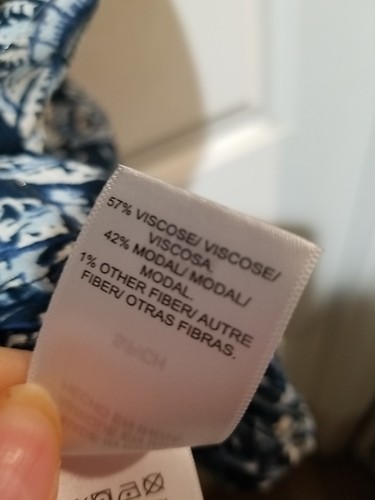 57% VISCOSE/ VISCOSE/
VISCOSA.
42% MODAL/ MODAL/
MODAL.
1% OTHER FIBER/ AUTRE
FIBER/ OTRAS FIBRAS.